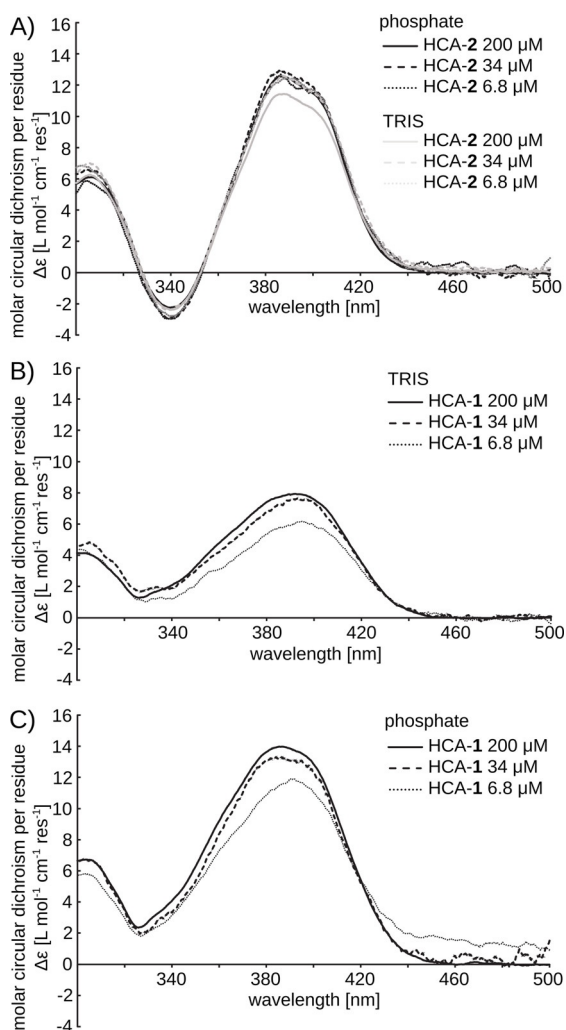 A)
molar circular dichroism per residue
Δε [L mol-1 cm-1 res-1]
16
14
12
10
8
6
4
2
0
-2
-4
340
380
420
460
500
wavelength [nm]
phosphate
HCA-2 200 μM
HCA-2 34 μM
HCA-2 6.8 μM
TRIS
HCA-2 200 μM
HCA-2 34 μM
HCA-2 6.8 μM
B)
molar circular dichroism per residue
Δε [L mol-1 cm-1 res-1]
16
14
12
10
8
6
4
2
0
-2
-4
340
380
420
460
500
wavelength [nm]
TRIS
HCA-1 200 μM
HCA-1 34 μM
HCA-1 6.8 μM
C)
molar circular dichroism per residue
Δε [L mol-1 cm-1 res-1]
16
14
12
10
8
6
4
2
0
-2
-4
340
380
420
460
500
wavelength [nm]
phosphate
HCA-1 200 μM
HCA-1 34 μM
HCA-1 6.8 μM